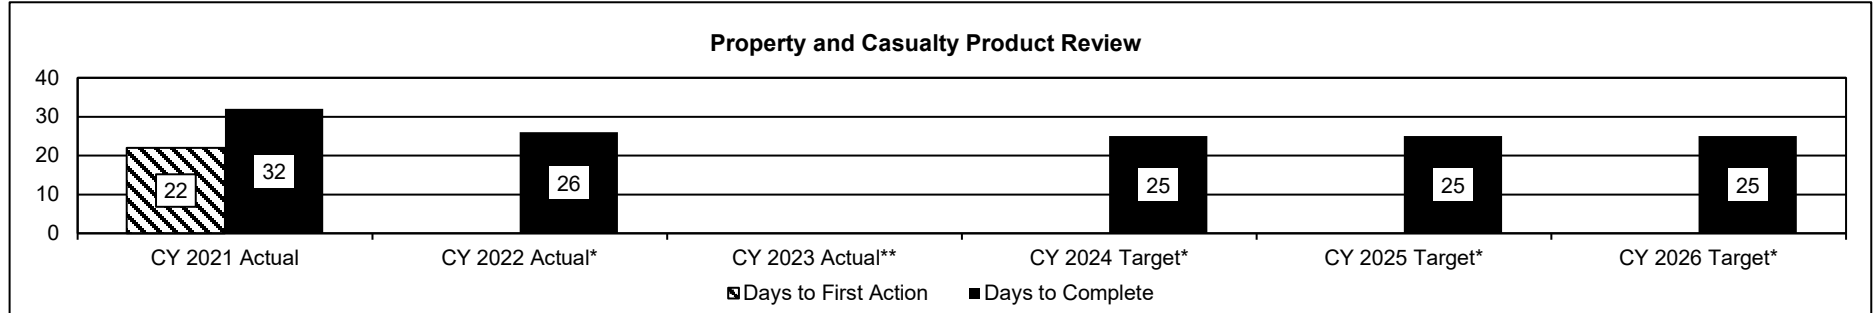 Property and Casualty Product Review
40
30
20
10
0
22
32
26
25
25
25
CY 2021 Actual
CY 2022 Actual*
CY 2023 Actual**
CY 2024 Target*
CY 2025 Target*
CY 2026 Target*
Days to First Action
Days to Complete